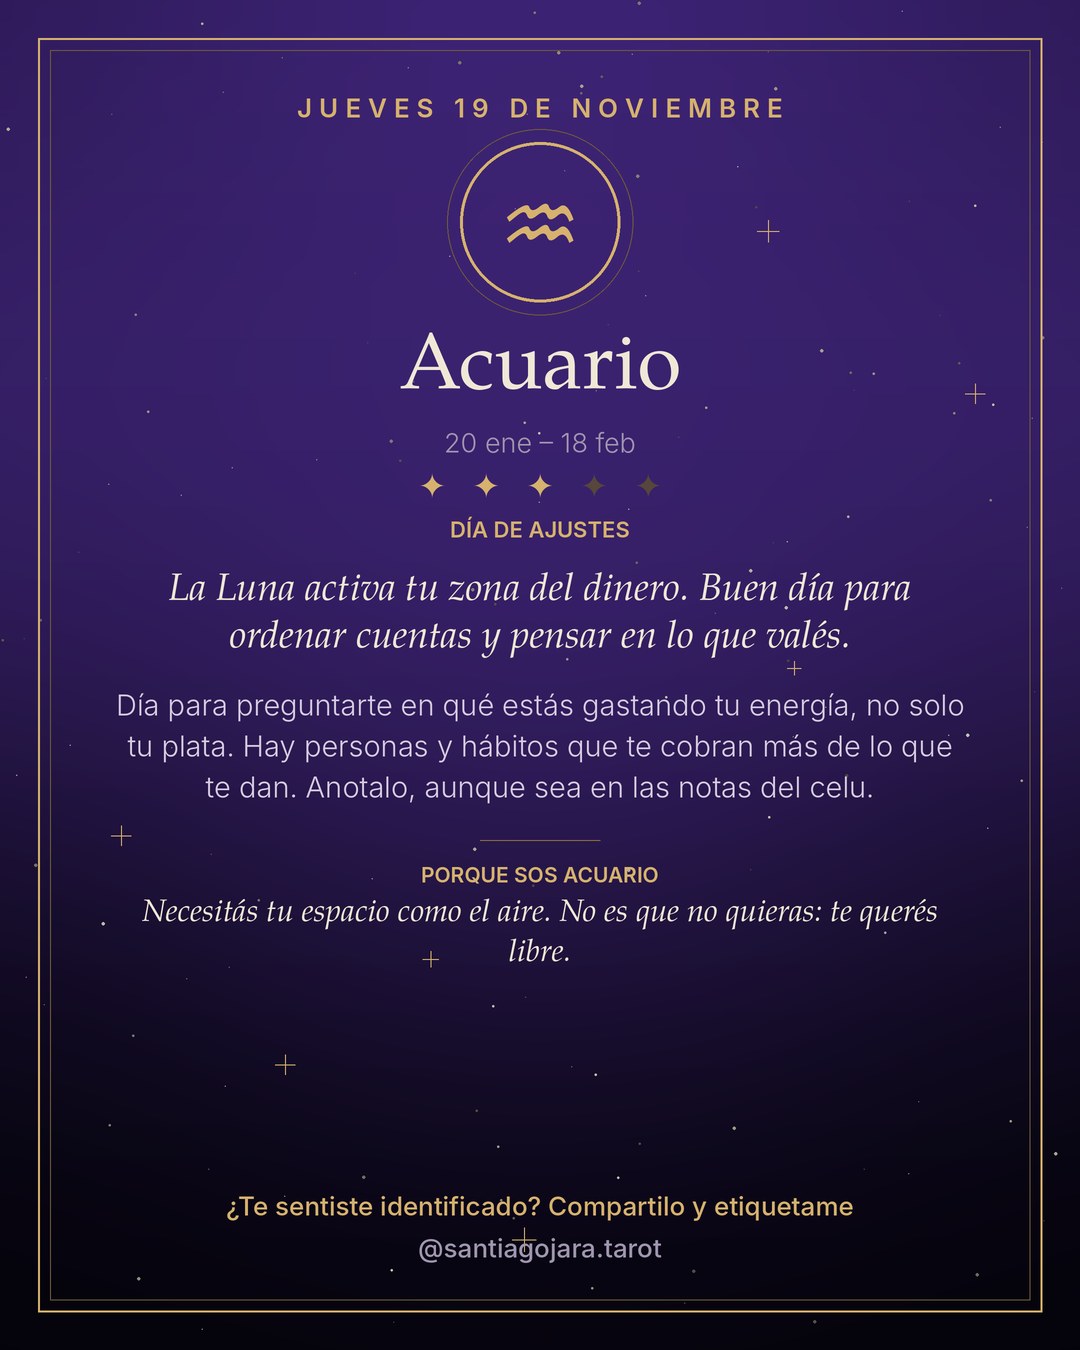 JUEVES 19 DE NOVIEMBRE
Acuario
20 ene – 18 feb
DÍA DE AJUSTES
La Luna activa tu zona del dinero. Buen día para
ordenar cuentas y pensar en lo que valés.
Día para preguntarte en qué estás gastando tu energía, no solo
tu plata. Hay personas y hábitos que te cobran más de lo que
te dan. Anotalo, aunque sea en las notas del celu.
PORQUE SOS ACUARIO
Necesitás tu espacio como el aire. No es que no quieras: te querés
libre.
¿Te sentiste identificado? Compartilo y etiquetame
@santiagojara.tarot